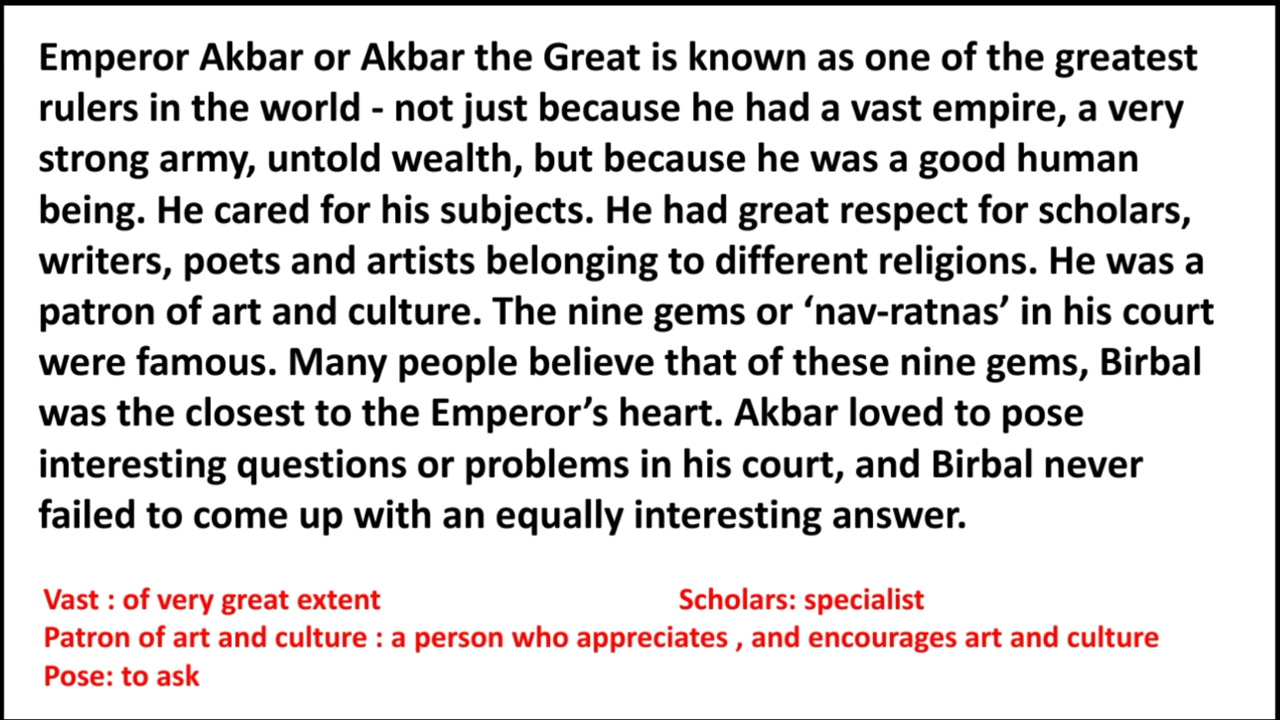 Emperor Akbar or Akbar the Great is known as one of the greatest
rulers in the world - not just because he had a vast empire, a very
strong army, untold wealth, but because he was a good human
being. He cared for his subjects. He had great respect for scholars,
writers, poets and artists belonging to different religions. He was a
patron of art and culture. The nine gems or ‘nav-ratnas’ in his court
were famous. Many people believe that of these nine gems, Birbal
was the closest to the Emperor’s heart. Akbar loved to pose
interesting questions or problems in his court, and Birbal never
failed to come up with an equally interesting answer.
Vast : of very great extent Scholars: specialist
Patron of art and culture : a person who appreciates , and encourages art and culture
Pose: to ask